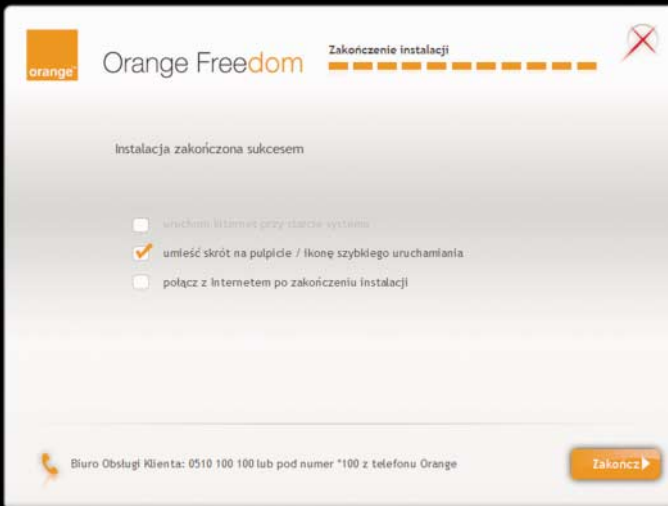 orange™
Orange Freedom
Zakończenie instalacji
Instalacja zakończona sukcesem
uruchom Internet przy starcie systemu
umieść skrót na pulpicie / ikonę szybkiego uruchamiania
połącz z Internetem po zakończeniu instalacji
Biuro Obsługi Klienta: 0510 100 100 lub pod numer *100 z telefonu Orange
Zakończ